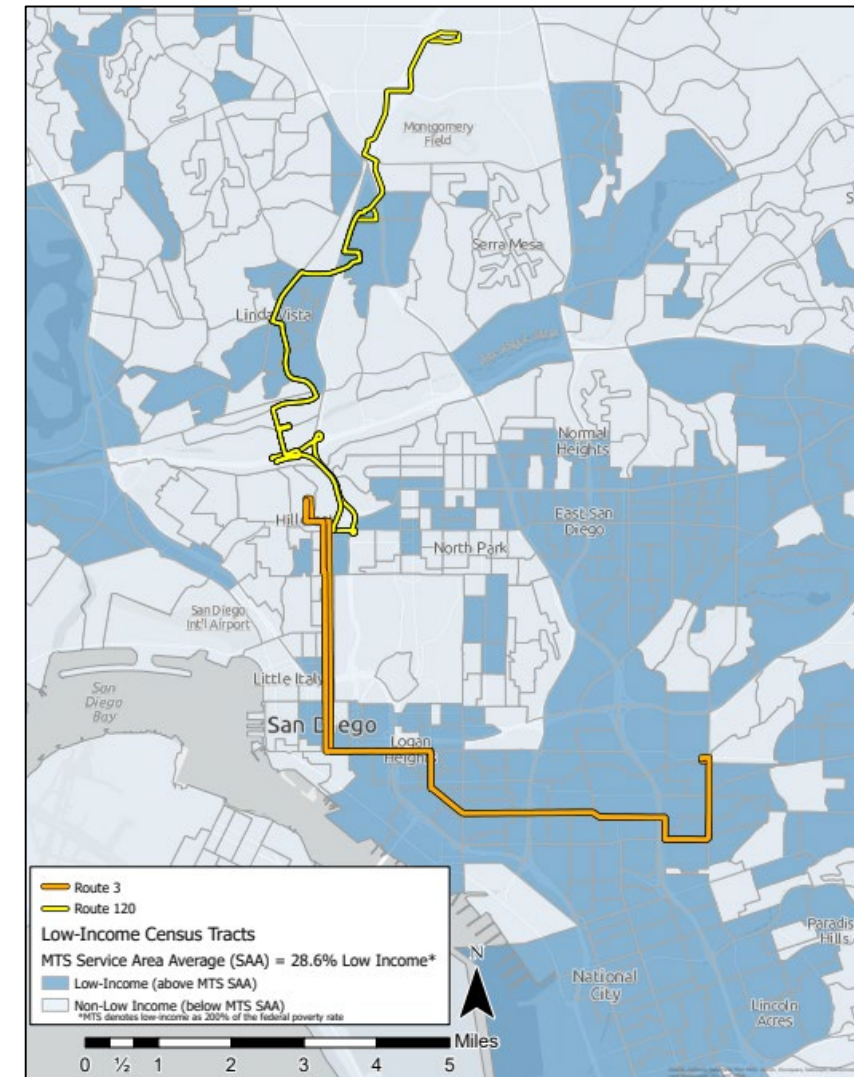 Montgomery
Field
S
Serra Mesa
Linda Vista
Normal
Heights
East San
Diego
North Park
San Diego
Int'l Airport
San
Diego
Bay
Little Italy
San Diego
Logan
Heights
Route 3
Route 120
Low-Income Census Tracts
MTS Service Area Average (SAA) = 28.6% Low Income*
Low-Income (above MTS SAA)
Non-Low Income (below MTS SAA)
*MTS denotes low-income as 200% of the federal poverty rate
Paradis
Hills
N
National
City
Lincoln
Acres
Miles
0 ½ 1 2 3 4 5